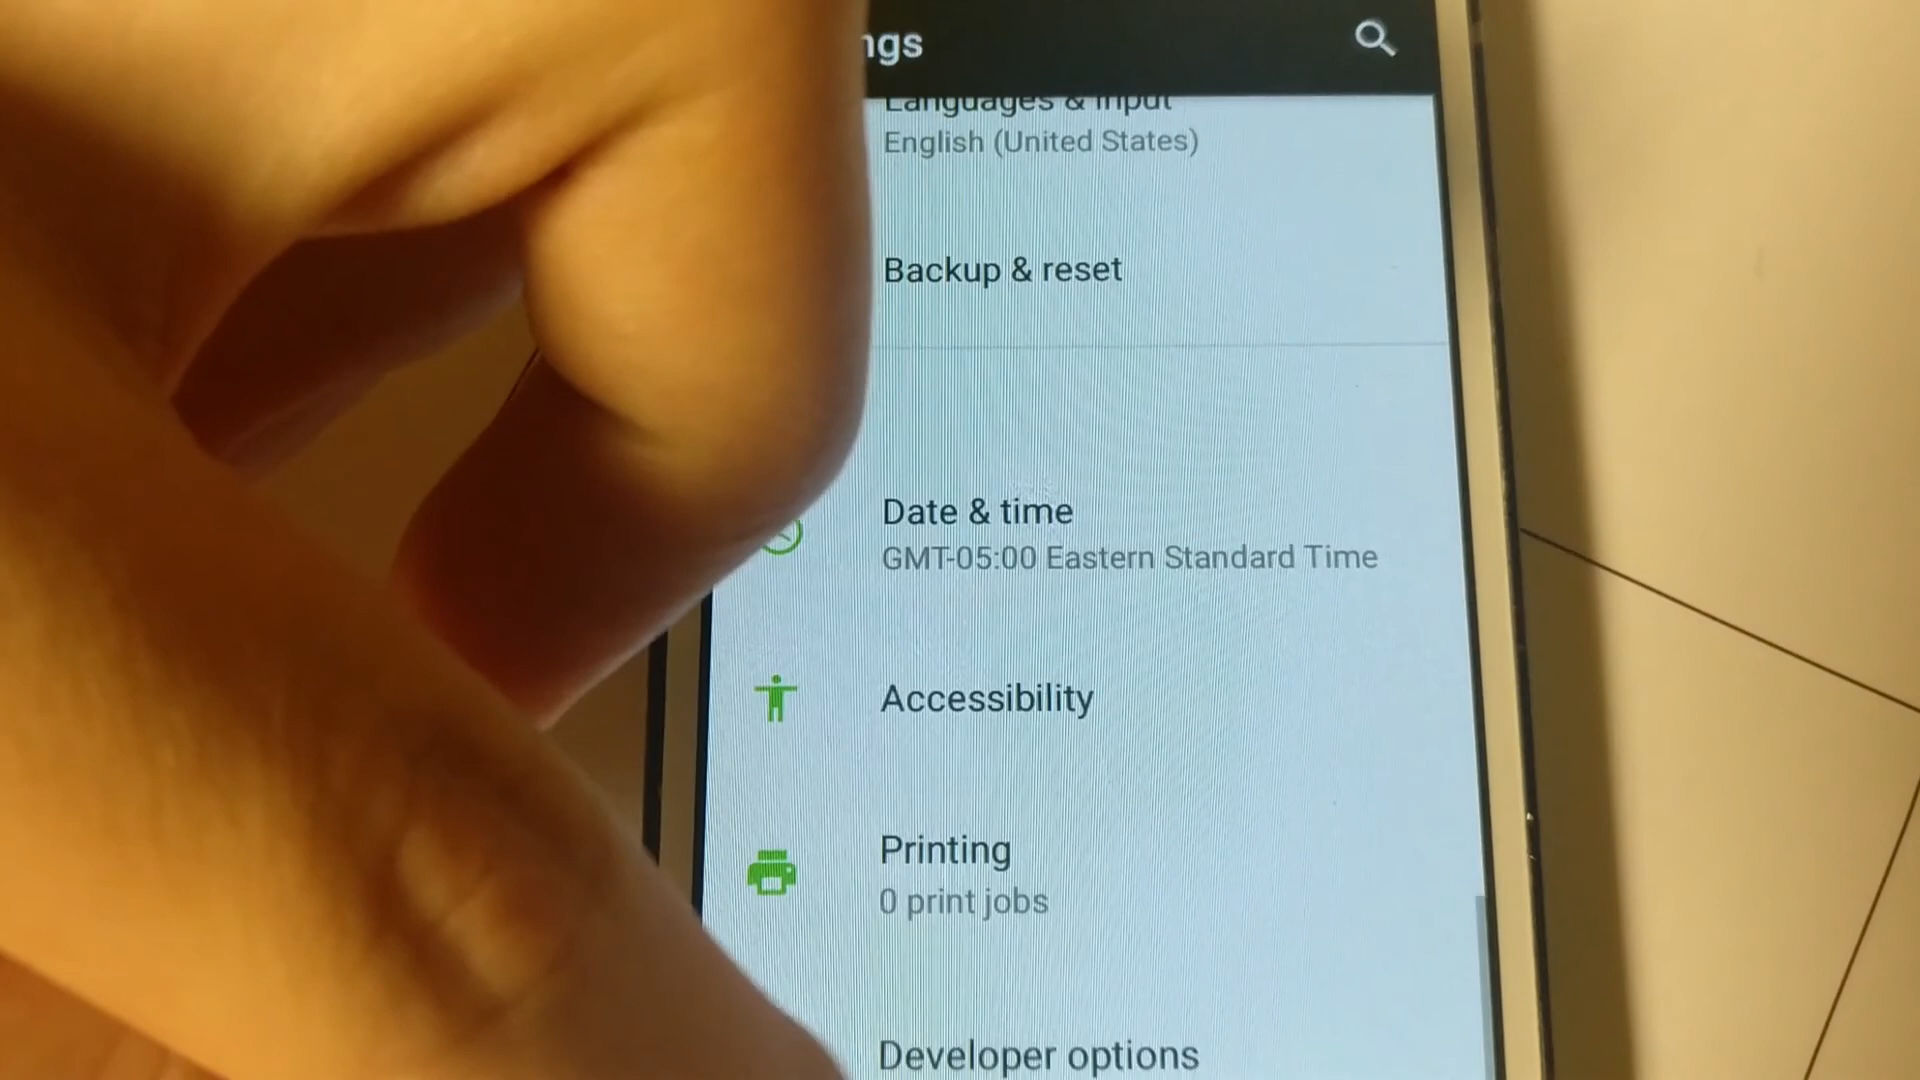 ngs
Languages & input
English (United States)
Backup & reset
Date & time
GMT-05:00 Eastern Standard Time
Accessibility
Printing
0 print jobs
Developer options